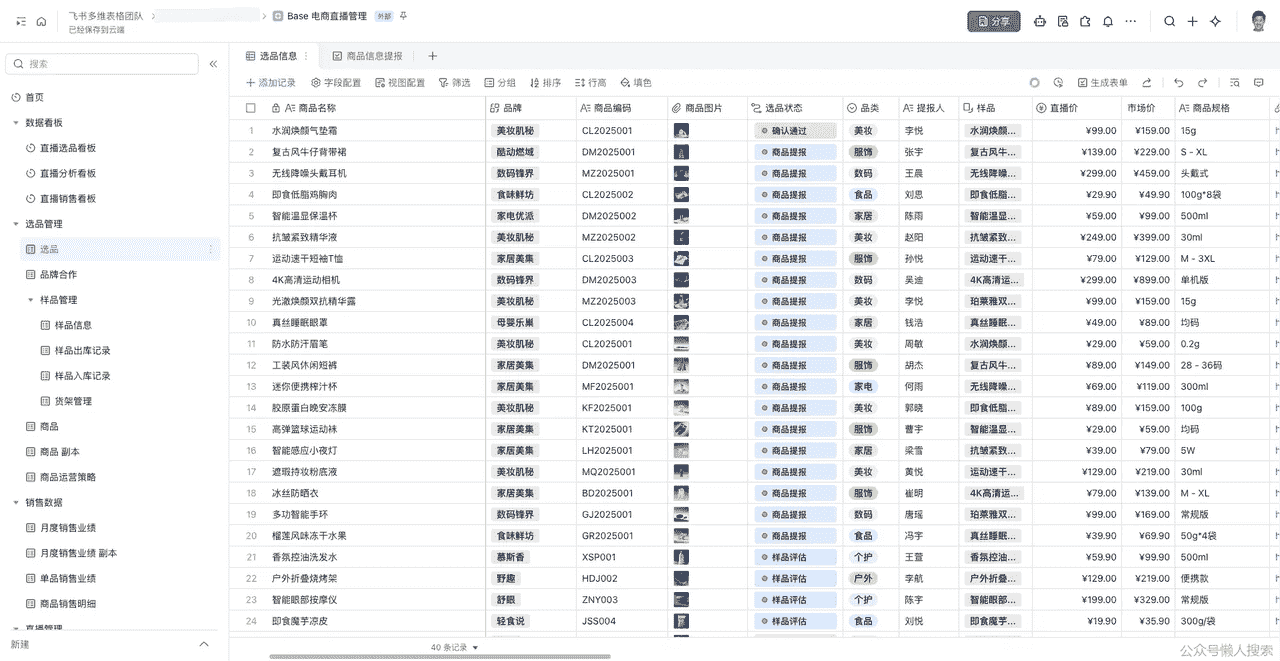 飞书多维表格团队 Base 电商直播管理 外部
分享
已经保存到云端
搜索
首页
数据看板
直播选品看板
直播分析看板
直播销售看板
选品管理
选品
品牌合作
样品管理
样品信息
样品出库记录
样品入库记录
货架管理
商品
商品 副本
商品运营策略
销售数据
月度销售业绩
月度销售业绩 副本
单品销售业绩
商品销售明细
直播管理
新建
选品信息 商品信息提报
添加记录 字段配置 视图配置 筛选 分组 排序 行高 填色 生成表单
商品名称 品牌 商品编码 商品图片 选品状态 品类 提报人 样品 直播价 市场价 商品规格
1 水润焕颜气垫霜 美妆肌秘 CL2025001 确认通过 美妆 李悦 水润焕颜... ¥99.00 ¥159.00 15g
2 复古风牛仔背带裙 酷动燃域 DM2025001 商品提报 服饰 张宇 复古风牛... ¥139.00 ¥229.00 S - XL
3 无线降噪头戴耳机 数码锋界 MZ2025001 商品提报 数码 王晨 无线降噪... ¥299.00 ¥459.00 头戴式
4 即食低脂鸡胸肉 食味鲜坊 CL2025002 商品提报 食品 刘思 即食低脂... ¥29.90 ¥49.90 100g*8袋
5 智能温显保温杯 家电优派 DM2025002 商品提报 家居 陈雨 智能温显... ¥59.00 ¥99.00 500ml
6 抗皱紧致精华液 美妆肌秘 MZ2025002 商品提报 美妆 赵阳 抗皱紧致... ¥249.00 ¥399.00 30ml
7 运动速干短袖T恤 家居美集 CL2025003 商品提报 服饰 孙悦 运动速干... ¥79.00 ¥129.00 M - 3XL
8 4K高清运动相机 数码锋界 DM2025003 商品提报 数码 吴迪 4K高清运... ¥299.00 ¥899.00 单机版
9 光澈焕颜双抗精华露 美妆肌秘 MZ2025003 商品提报 美妆 李悦 珀莱雅双... ¥99.00 ¥159.00 15g
10 真丝睡眠眼罩 母婴乐巢 CL2025004 商品提报 家居 钱浩 真丝睡眠... ¥49.00 ¥89.00 均码
11 防水防汗眉笔 美妆肌秘 CL2025001 商品提报 美妆 周敏 水润焕颜... ¥29.00 ¥59.00 0.2g
12 工装风休闲短裤 家居美集 DM2025001 商品提报 服饰 胡杰 复古风牛... ¥89.00 ¥149.00 28 - 36码
13 迷你便携榨汁杯 家居美集 MF2025001 商品提报 家电 何雨 无线降噪... ¥69.00 ¥119.00 300ml
14 胶原蛋白晚安冻膜 美妆肌秘 KF2025001 商品提报 美妆 郭晓 即食低脂... ¥89.00 ¥159.00 100g
15 高弹篮球运动袜 家居美集 KT2025001 商品提报 服饰 曹宇 智能温显... ¥29.00 ¥59.00 均码
16 智能感应小夜灯 家居美集 LH2025001 商品提报 家居 梁雪 抗皱紧致... ¥39.00 ¥79.00 5W
17 遮瑕持妆粉底液 美妆肌秘 MQ2025001 商品提报 美妆 黄悦 运动速干... ¥129.00 ¥219.00 30ml
18 冰丝防晒衣 家居美集 BD2025001 商品提报 服饰 崔明 4K高清运... ¥79.00 ¥139.00 M - XL
19 多功智能手环 数码锋界 GJ2025001 商品提报 数码 唐瑶 珀莱雅双... ¥99.00 ¥169.00 常规版
20 榴莲风味冻干水果 食味鲜坊 GR2025001 商品提报 食品 冯宇 真丝睡眠... ¥39.90 ¥69.90 50g*4袋
21 香氛控油洗发水 慕斯香 XSP001 样品评估 个护 王萱 香氛控油... ¥59.90 ¥99.90 500ml
22 户外折叠烧烤架 野趣 HDJ002 样品评估 户外 李航 户外折叠... ¥129.00 ¥219.00 便携款
23 智能眼部按摩仪 舒眼 ZNY003 样品评估 个护 陈宇 智能眼部... ¥199.00 ¥329.00 常规版
24 即食魔芋凉皮 轻食说 JSS004 样品评估 食品 刘悦 即食魔芋... ¥19.90 ¥35.90 300g/袋
40 条记录
公众号懒人搜索